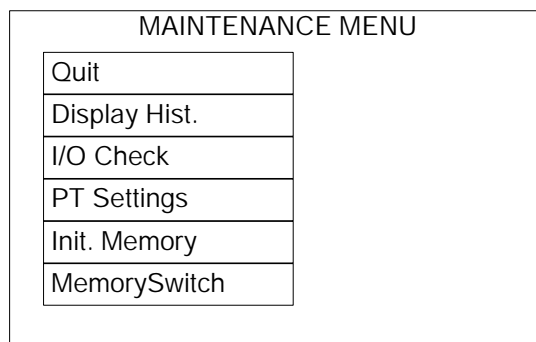 MAINTENANCE MENU
Quit
Display Hist.
I/O Check
PT Settings
Init. Memory
MemorySwitch